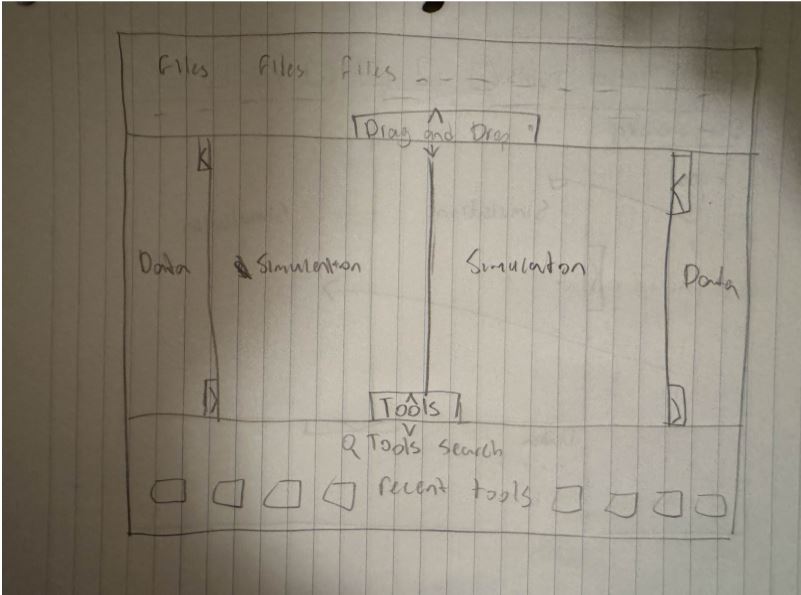 Files Files Files
Drag and Drop
Data Simulation Simulation Data
Tools
Tools search
recent tools